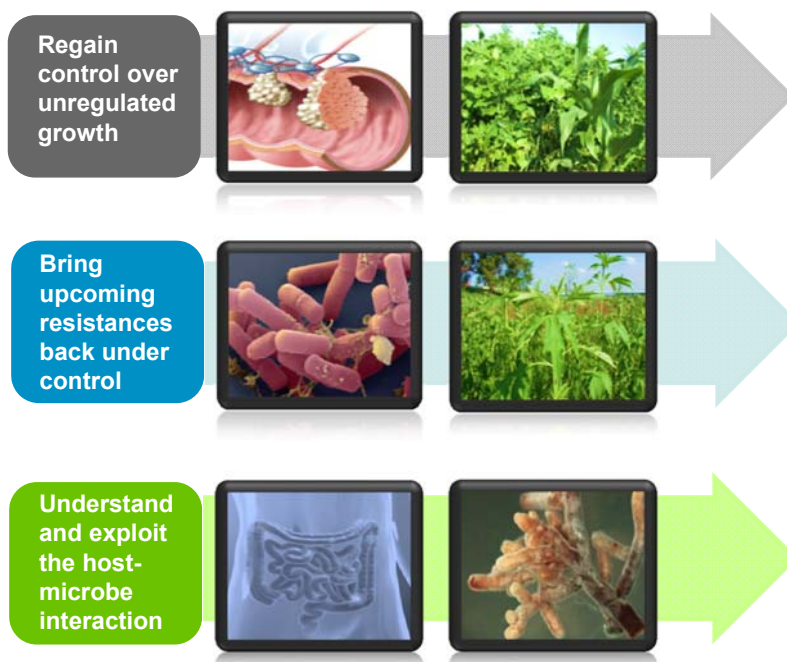 Regain
control over
unregulated
growth
Bring
upcoming
resistances
back under
control
Understand
and exploit
the host-
microbe
interaction